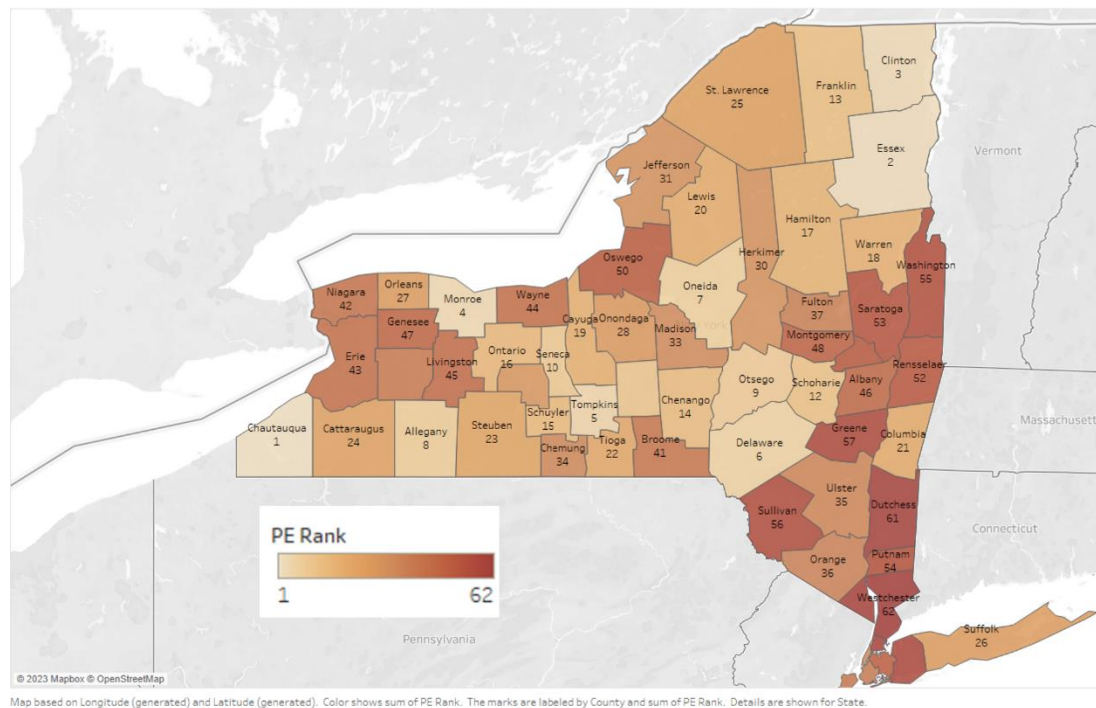 Clinton
3
Franklin
13
St. Lawrence
25
Essex
2
Vermont
Jefferson
31
Lewis
20
Hamilton
17
Herkimer
30
Warren
18
Washington
55
Oswego
50
Oneida
7
Fulton
37
Saratoga
53
Niagara
42
Orleans
27
Monroe
4
Wayne
44
Cayuga
19
Onondaga
28
Madison
33
York
Montgomery
48
Genesee
47
Erie
43
Livingston
45
Ontario
16
Seneca
10
Otsego
9
Schoharie
12
Albany
46
Rensselaer
52
Chautauqua
1
Cattaraugus
24
Allegany
8
Steuben
23
Schuyler
15
Tompkins
5
Chenango
14
Chemung
34
Tioga
22
Broome
41
Delaware
6
Greene
57
Columbia
21
Massachusett
Ulster
35
Sullivan
56
Dutchess
61
Connecticut
Orange
36
Putnam
54
Westchester
62
Suffolk
26
PE Rank
1 62
Pennsylvania
© 2023 Mapbox © OpenStreetMap
Map based on Longitude (generated) and Latitude (generated). Color shows sum of PE Rank. The marks are labeled by County and sum of PE Rank. Details are shown for State.